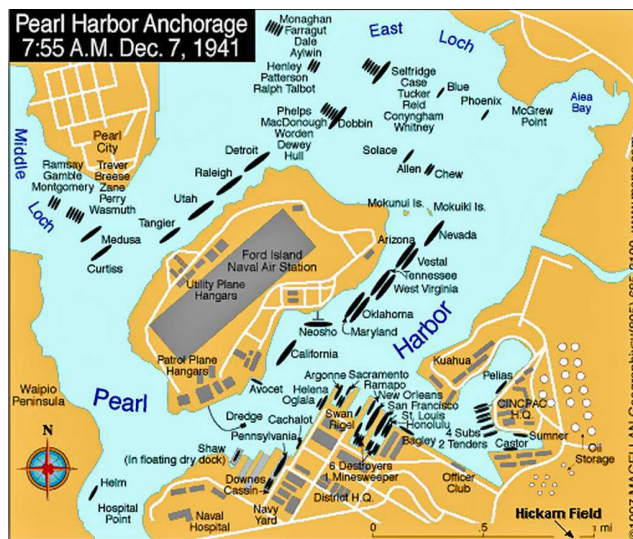 Pearl Harbor Anchorage
7:55 A.M. Dec. 7, 1941
Monaghan
Farragut
Dale
Aylwin
Henley
Patterson
Ralph Talbot
East
Loch
Selfridge
Case
Tucker
Reid
Conyngham
Whitney
Blue
Phoenix
McGrew
Point
Aiea
Bay
Phelps
MacDonough
Worden
Dewey
Hull
Dobbin
Solace
Allen
Chew
Middle
Loch
Pearl
City
Ramsay
Gamble
Montgomery
Trever
Breese
Zane
Perry
Wasmuth
Medusa
Curtiss
Detroit
Raleigh
Utah
Tangier
Mokunui Is.
Mokuiki Is.
Arizona
Nevada
Vestal
Tennessee
West Virginia
Oklahoma
Maryland
Neosho
California
Ford Island
Naval Air Station
Utility Plane
Hangars
Patrol Plane
Hangars
Harbor
Pearl
Waipio
Peninsula
Avocet
Dredge
Argonne
Sacramento
Helena
Oglala
Ramapo
New Orleans
San Francisco
St. Louis
Honolulu
Swan
Rigel
Bagley
Cachalot
Pennsylvania
Shaw
(In floating dry dock)
Downes
Cassin
6 Destroyers
1 Minesweeper
Navy
Yard
District H.Q.
Naval
Hospital
Helm
Hospital
Point
N
Kuahua
Pelias
CINCPAC
H.Q.
4 Subs
2 Tenders
Sumner
Castor
Officer
Club
Oil
Storage
Hickam Field
0
.5
1
mi